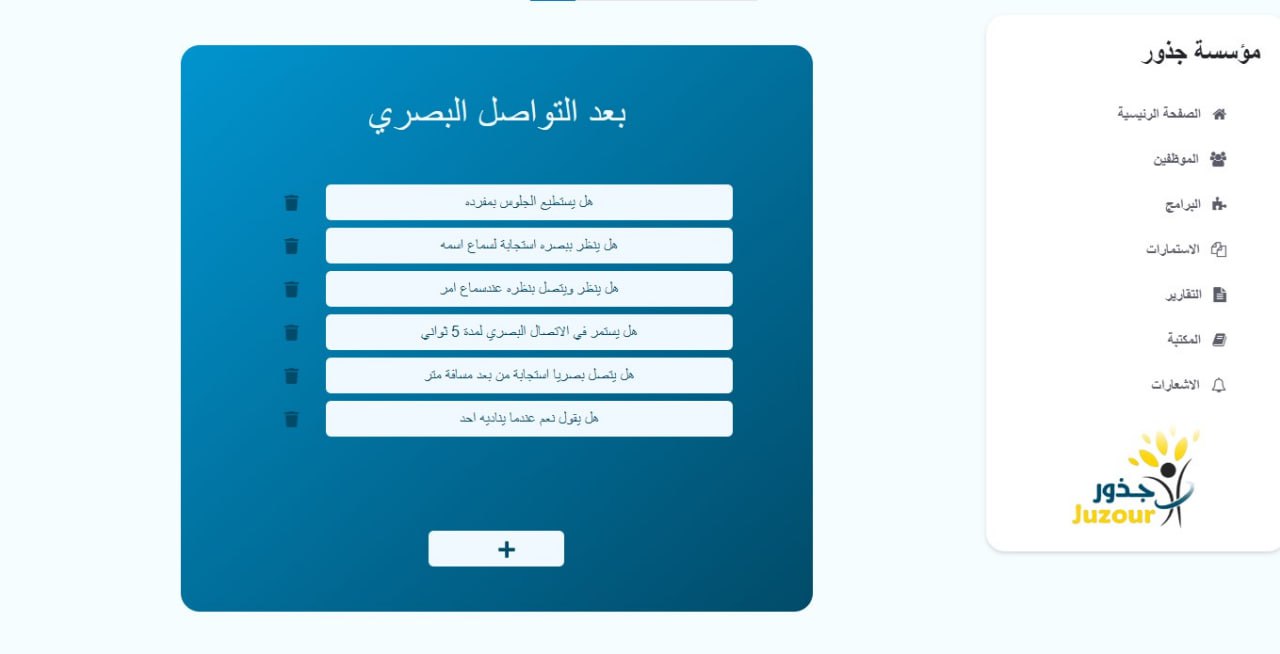 مؤسسة جذور
الصفحة الرئيسية
الموظفين
البرامج
الاستمارات
التقارير
المكتبة
الاشعارات
جذور
Juzour
بعد التواصل البصري
هل يستطيع الجلوس بمفرده
هل ينظر ببصره استجابة لسماع اسمه
هل ينظر ويتصل بنظره عندسماع امر
هل يستمر في الاتصال البصري لمدة 5 ثواني
هل يتصل بصريا استجابة من بعد مسافة متر
هل يقول نعم عندما يناديه احد
+